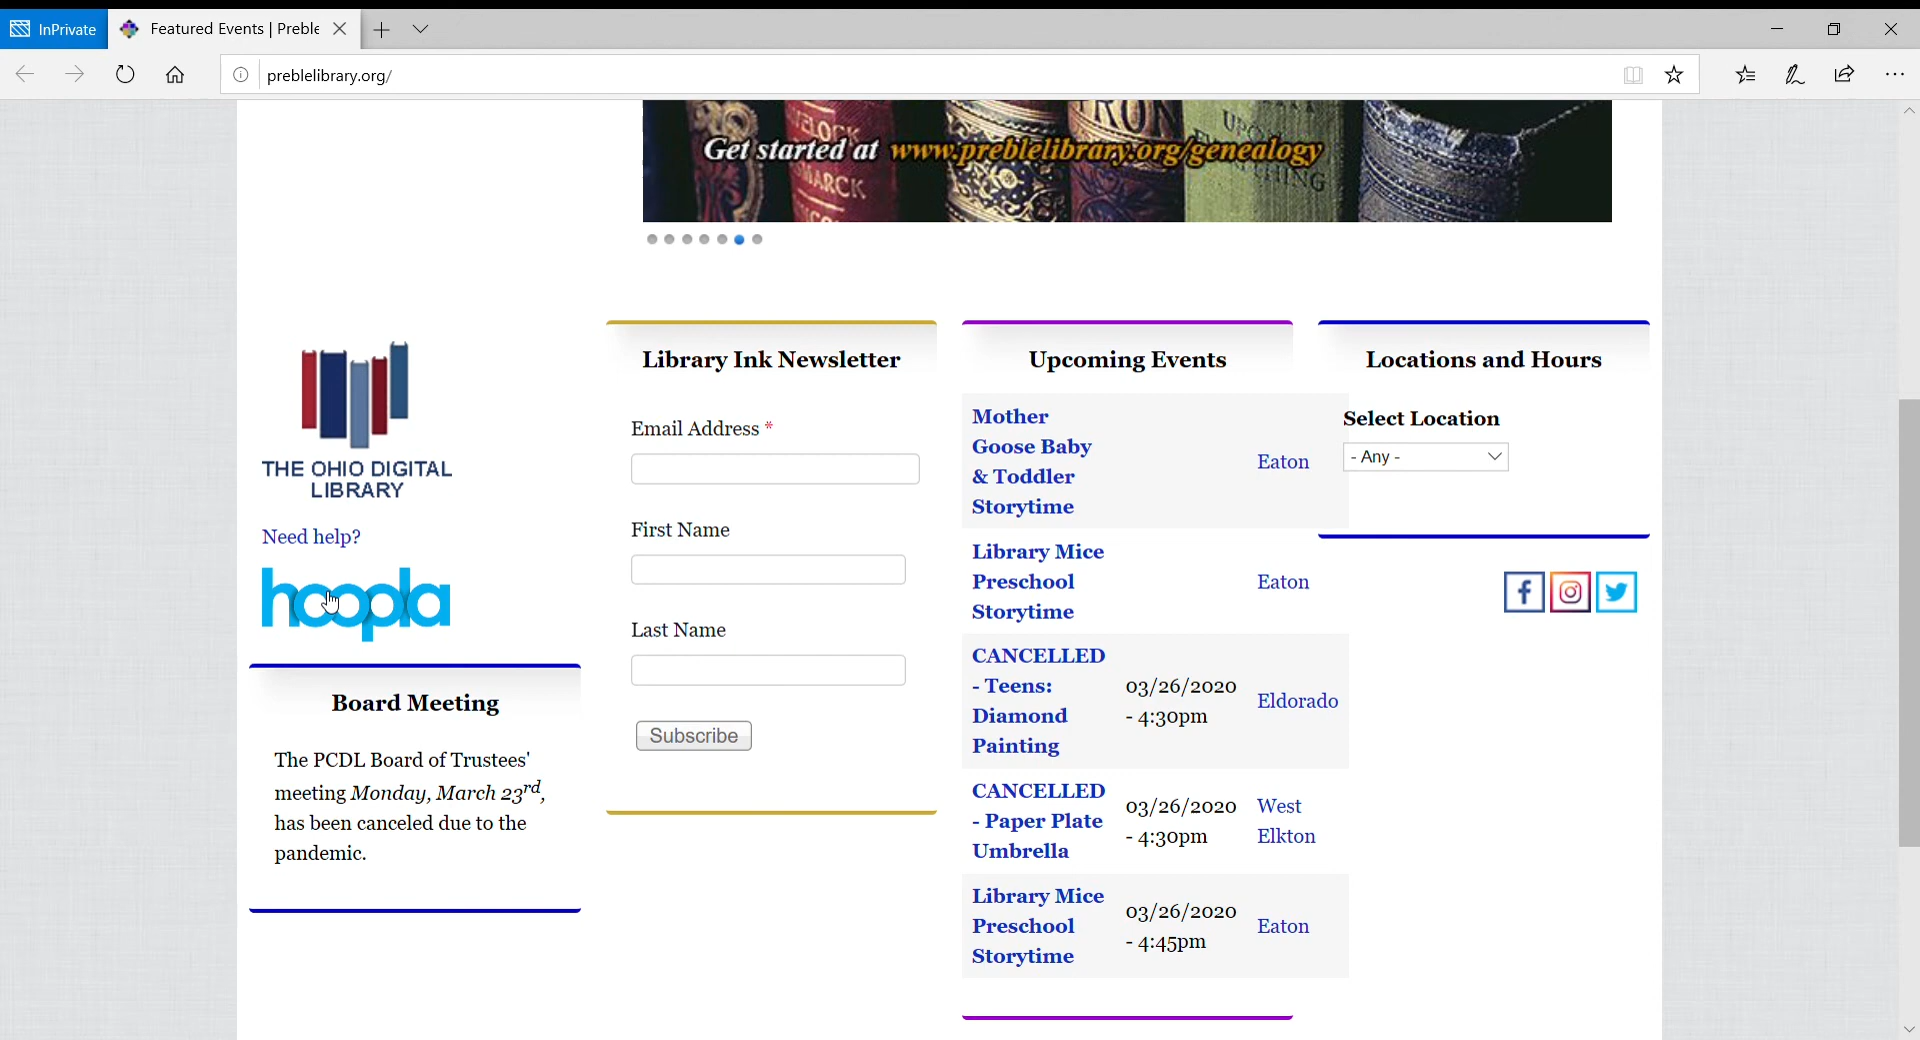 InPrivate
Featured Events | Preble
preblelibrary.org/
Get started at www.preblelibrary.org/genealogy
THE OHIO DIGITAL
LIBRARY
Need help?
hoopla
Board Meeting
The PCDL Board of Trustees'
meeting Monday, March 23rd,
has been canceled due to the
pandemic.
Library Ink Newsletter
Email Address *
First Name
Last Name
Subscribe
Upcoming Events
Mother
Goose Baby
& Toddler
Storytime
Eaton
Library Mice
Preschool
Storytime
Eaton
CANCELLED
- Teens:
Diamond
Painting
03/26/2020
- 4:30pm
Eldorado
CANCELLED
- Paper Plate
Umbrella
03/26/2020
- 4:30pm
West
Elkton
Library Mice
Preschool
Storytime
03/26/2020
- 4:45pm
Eaton
Locations and Hours
Select Location
- Any -